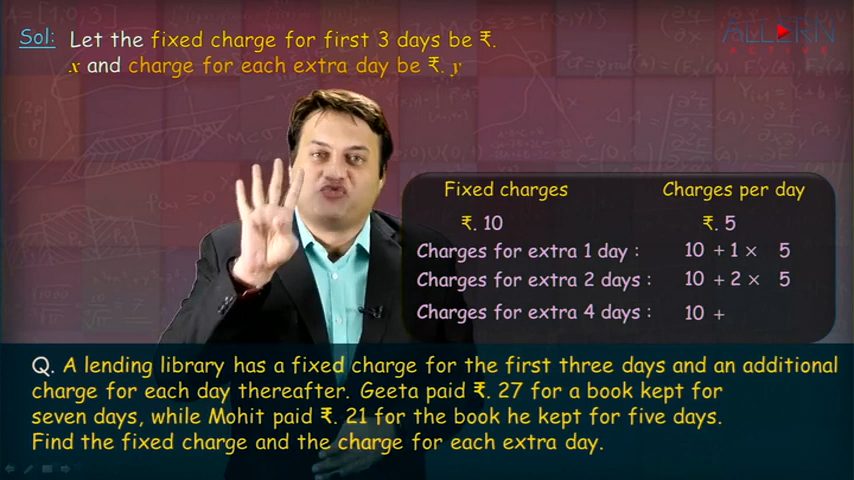 Sol: Let the fixed charge for first 3 days be ₹.
x and charge for each extra day be ₹. y
ALLERN
Fixed charges Charges per day
₹. 10 ₹. 5
Charges for extra 1 day : 10 + 1 × 5
Charges for extra 2 days : 10 + 2 × 5
Charges for extra 4 days : 10 +
Q. A lending library has a fixed charge for the first three days and an additional
charge for each day thereafter. Geeta paid ₹. 27 for a book kept for
seven days, while Mohit paid ₹. 21 for the book he kept for five days.
Find the fixed charge and the charge for each extra day.